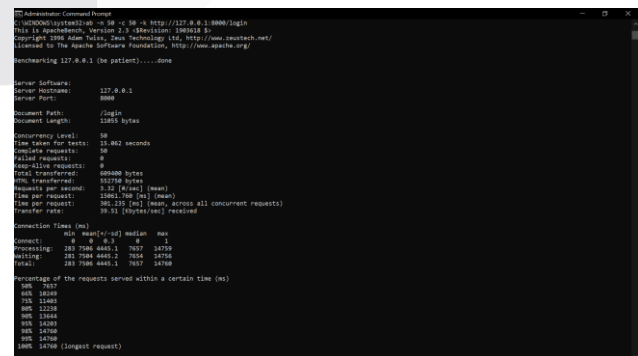 Administrator: Command Prompt
C:\WINDOWS\system32>ab -n 50 -c 50 -k http://127.0.0.1:8000/login
This is ApacheBench, Version 2.3 <$Revision: 1903618 $>
Copyright 1996 Adam Twiss, Zeus Technology Ltd, http://www.zeustech.net/
Licensed to The Apache Software Foundation, http://www.apache.org/
Benchmarking 127.0.0.1 (be patient).....done
Server Software:
Server Hostname: 127.0.0.1
Server Port: 8000
Document Path: /login
Document Length: 11055 bytes
Concurrency Level: 50
Time taken for tests: 15.062 seconds
Complete requests: 50
Failed requests: 0
Keep-Alive requests: 0
Total transferred: 609400 bytes
HTML transferred: 552750 bytes
Requests per second: 3.32 [#/sec] (mean)
Time per request: 15061.760 [ms] (mean)
Time per request: 301.235 [ms] (mean, across all concurrent requests)
Transfer rate: 39.51 [Kbytes/sec] received
Connection Times (ms)
min mean[+/-sd] median max
Connect: 0 0 0.3 0 1
Processing: 283 7506 4445.1 7657 14759
Waiting: 281 7504 4445.2 7654 14756
Total: 283 7506 4445.1 7657 14760
Percentage of the requests served within a certain time (ms)
50% 7657
66% 10249
75% 11403
80% 12238
90% 13644
95% 14203
98% 14760
99% 14760
100% 14760 (longest request)